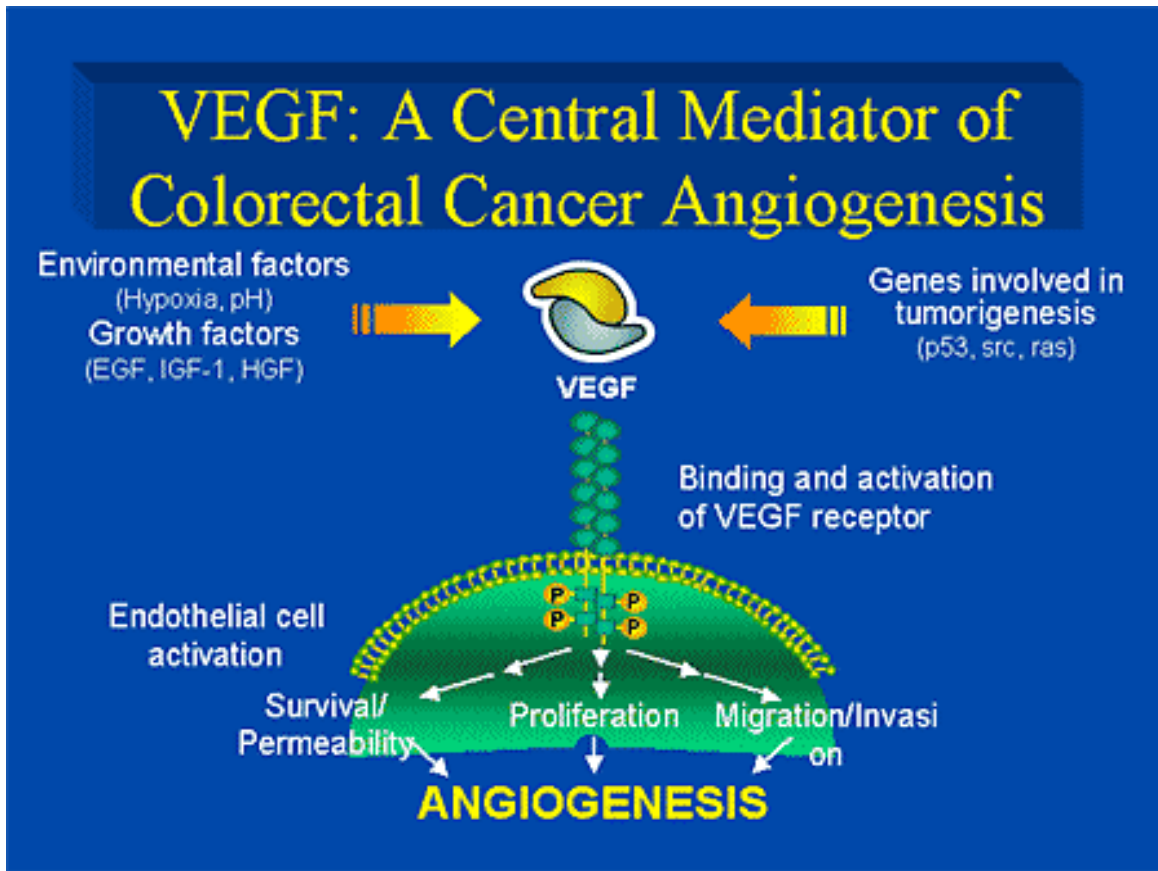 VEGF: A Central Mediator of
Colorectal Cancer Angiogenesis
Environmental factors
(Hypoxia, pH)
Growth factors
(EGF, IGF-1, HGF)
VEGF
Genes involved in
tumorigenesis
(p53, src, ras)
Binding and activation
of VEGF receptor
P
P
P
P
Endothelial cell
activation
Survival/
Permeability
Proliferation
Migration/Invasi
on
ANGIOGENESIS